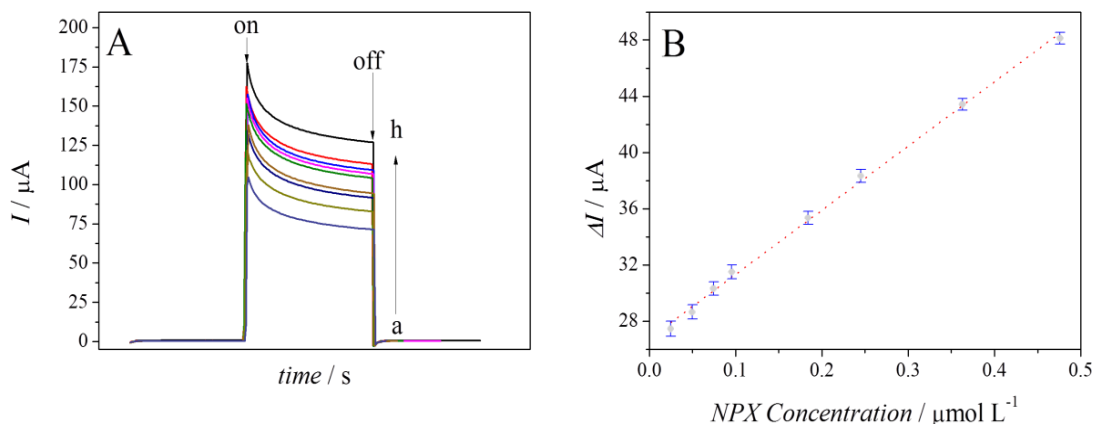 A
on
off
h
a
200
175
150
125
100
75
50
25
0
I / μA
time / s
B
48
44
40
36
32
28
0.0 0.1 0.2 0.3 0.4 0.5
ΔI / μA
NPX Concentration / μmol L⁻¹